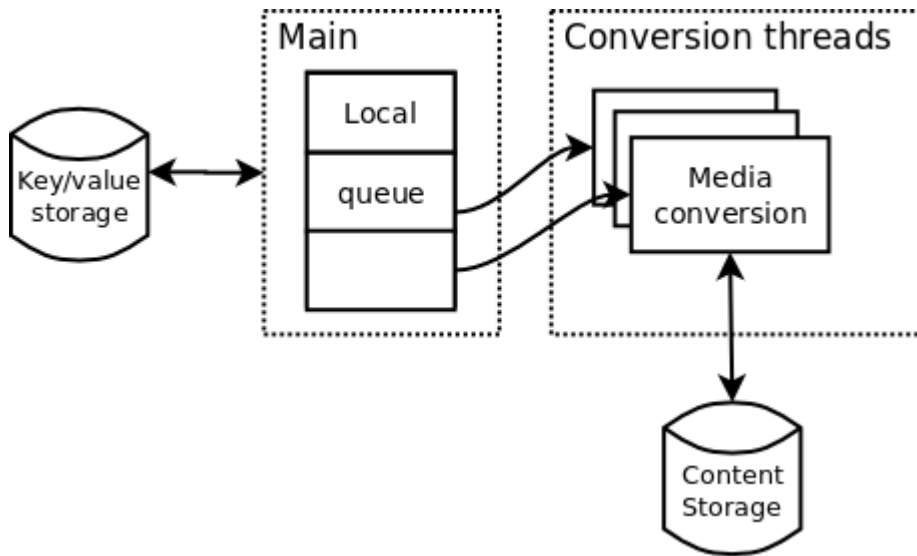 Main
Conversion threads
Local
queue
Key/value
storage
Media
conversion
Content
Storage